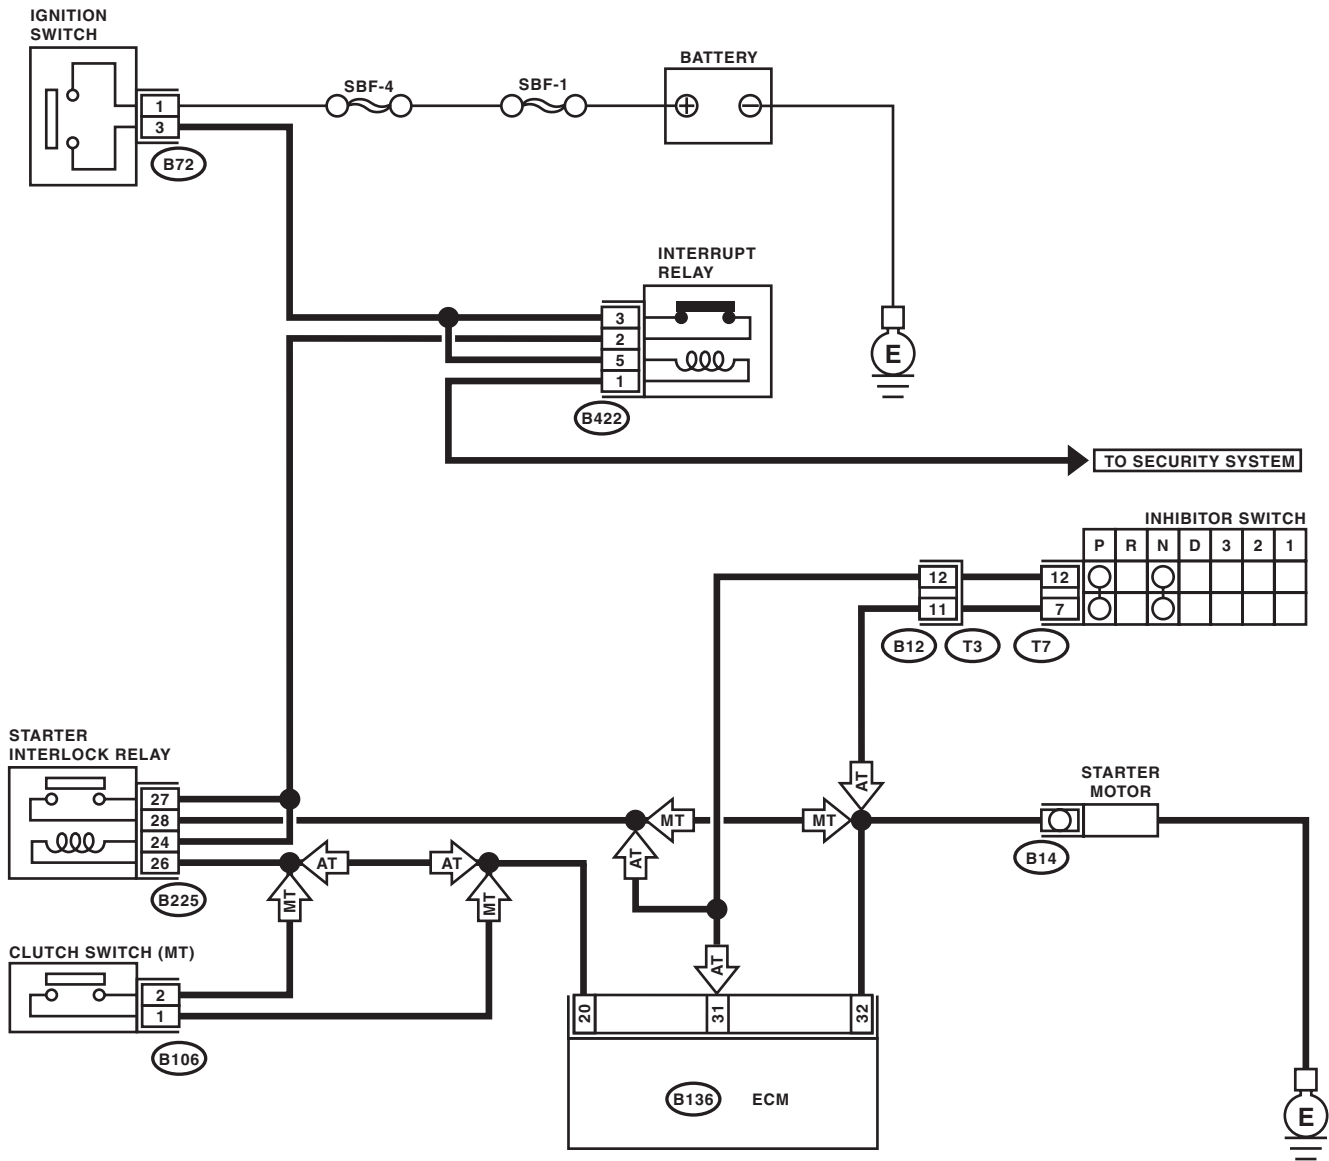 IGNITION
SWITCH
1
3
B72
SBF-4
SBF-1
BATTERY
E
INTERRUPT
RELAY
3
2
5
1
B422
TO SECURITY SYSTEM
INHIBITOR SWITCH
P R N D 3 2 1
12 12
11 7
B12 T3 T7
STARTER
INTERLOCK RELAY
27
28
24
26
B225
AT AT
MT MT
MT MT
AT
AT
AT
STARTER
MOTOR
B14
CLUTCH SWITCH (MT)
2
1
B106
20 31 32
B136 ECM
E